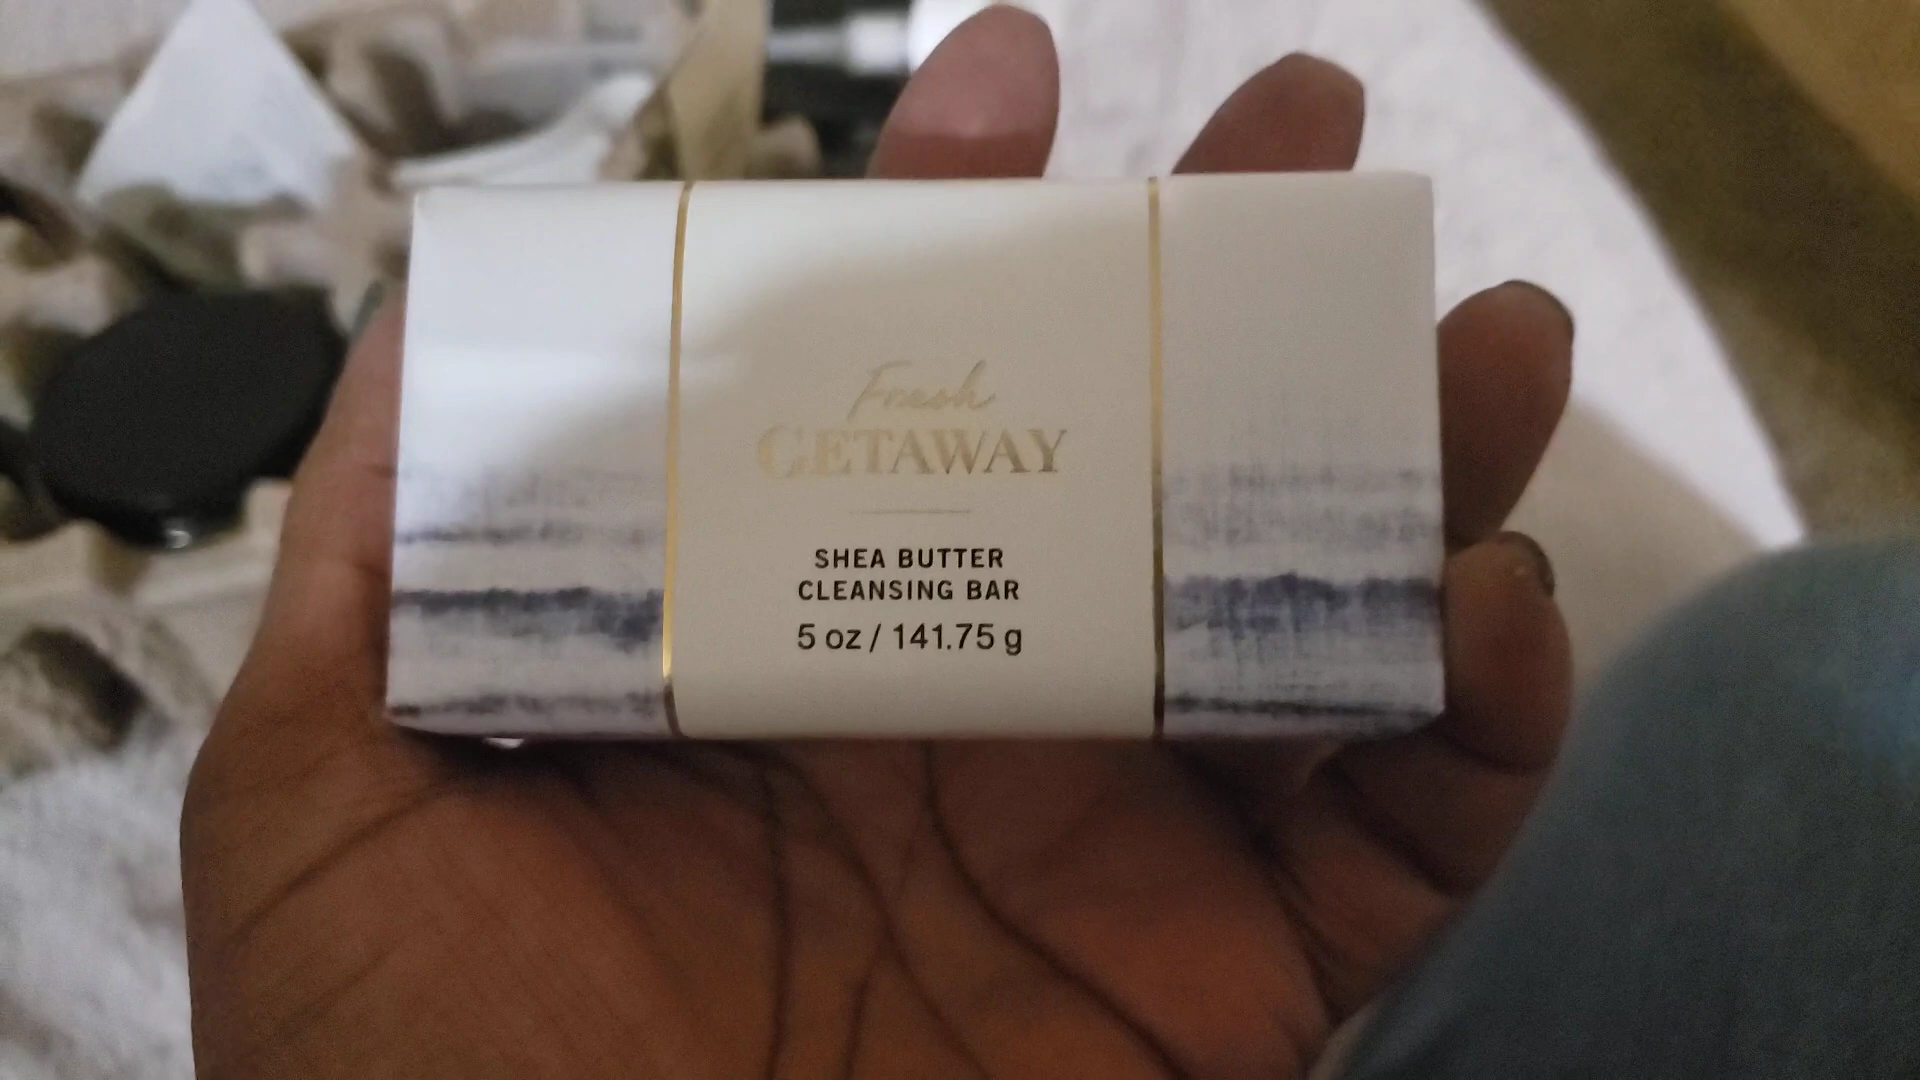 Fresh
GETAWAY
SHEA BUTTER
CLEANSING BAR
5 oz / 141.75 g